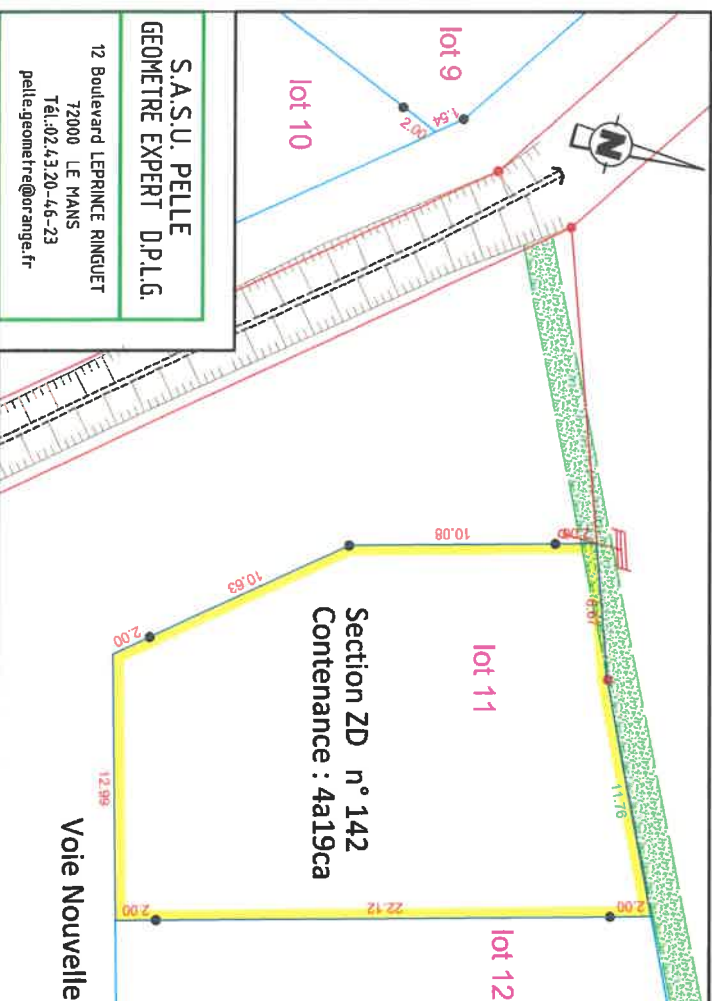 S.A.S.U. PELLE
GEOMETRE EXPERT D.P.L.G.
12 Boulevard LEPRINCE RINGUET
72000 LE MANS
Tél.:02.43.20-46-23
pelle.geometre@orange.fr
lot 9
lot 10
1.54
2.00
N
lot 11
Section ZD n° 142
Contenance : 4a19ca
10.08
10.63
2.00
12.99
2.00
22.12
2.00
11.76
6.67
lot 12
Voie Nouvelle